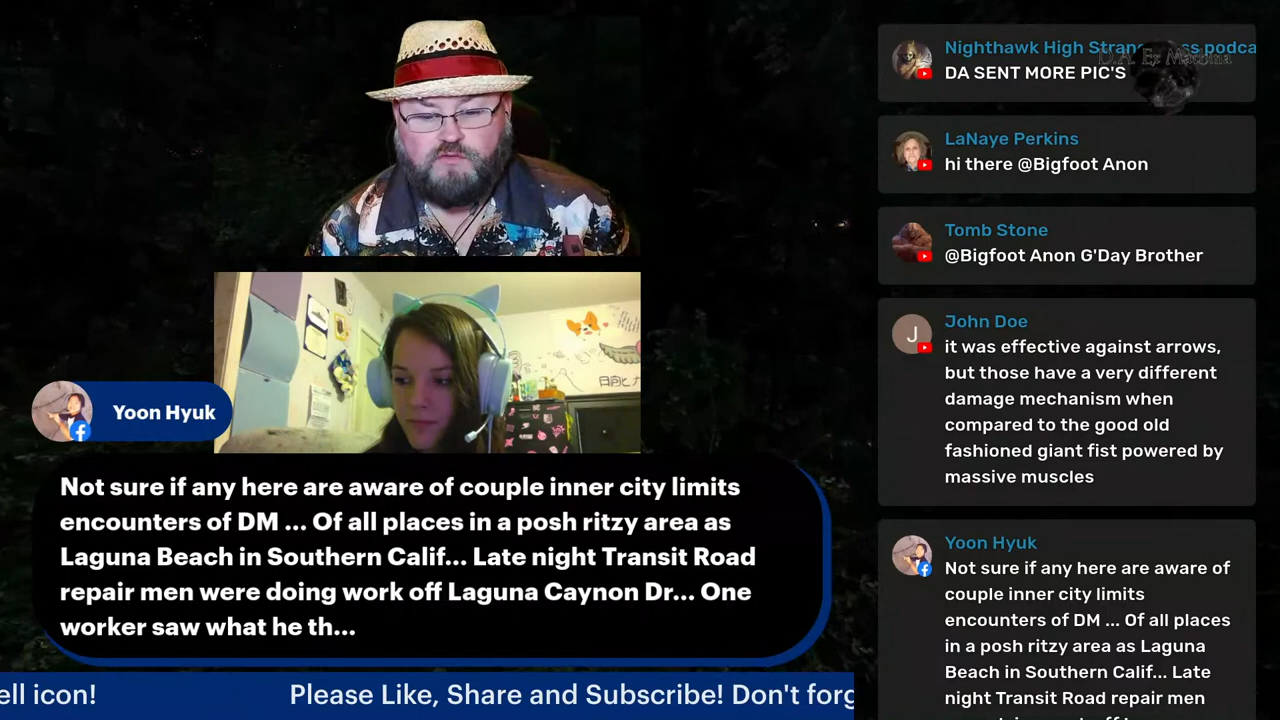 Yoon Hyuk
Not sure if any here are aware of couple inner city limits
encounters of DM ... Of all places in a posh ritzy area as
Laguna Beach in Southern Calif... Late night Transit Road
repair men were doing work off Laguna Caynon Dr... One
worker saw what he th...
ell icon!
Please Like, Share and Subscribe! Don't forg
Nighthawk High Stran ss podca
DA SENT MORE PIC'S
D.A. Ex Machina
LaNaye Perkins
hi there @Bigfoot Anon
Tomb Stone
@Bigfoot Anon G'Day Brother
J
John Doe
it was effective against arrows,
but those have a very different
damage mechanism when
compared to the good old
fashioned giant fist powered by
massive muscles
Yoon Hyuk
Not sure if any here are aware of
couple inner city limits
encounters of DM ... Of all places
in a posh ritzy area as Laguna
Beach in Southern Calif... Late
night Transit Road repair men